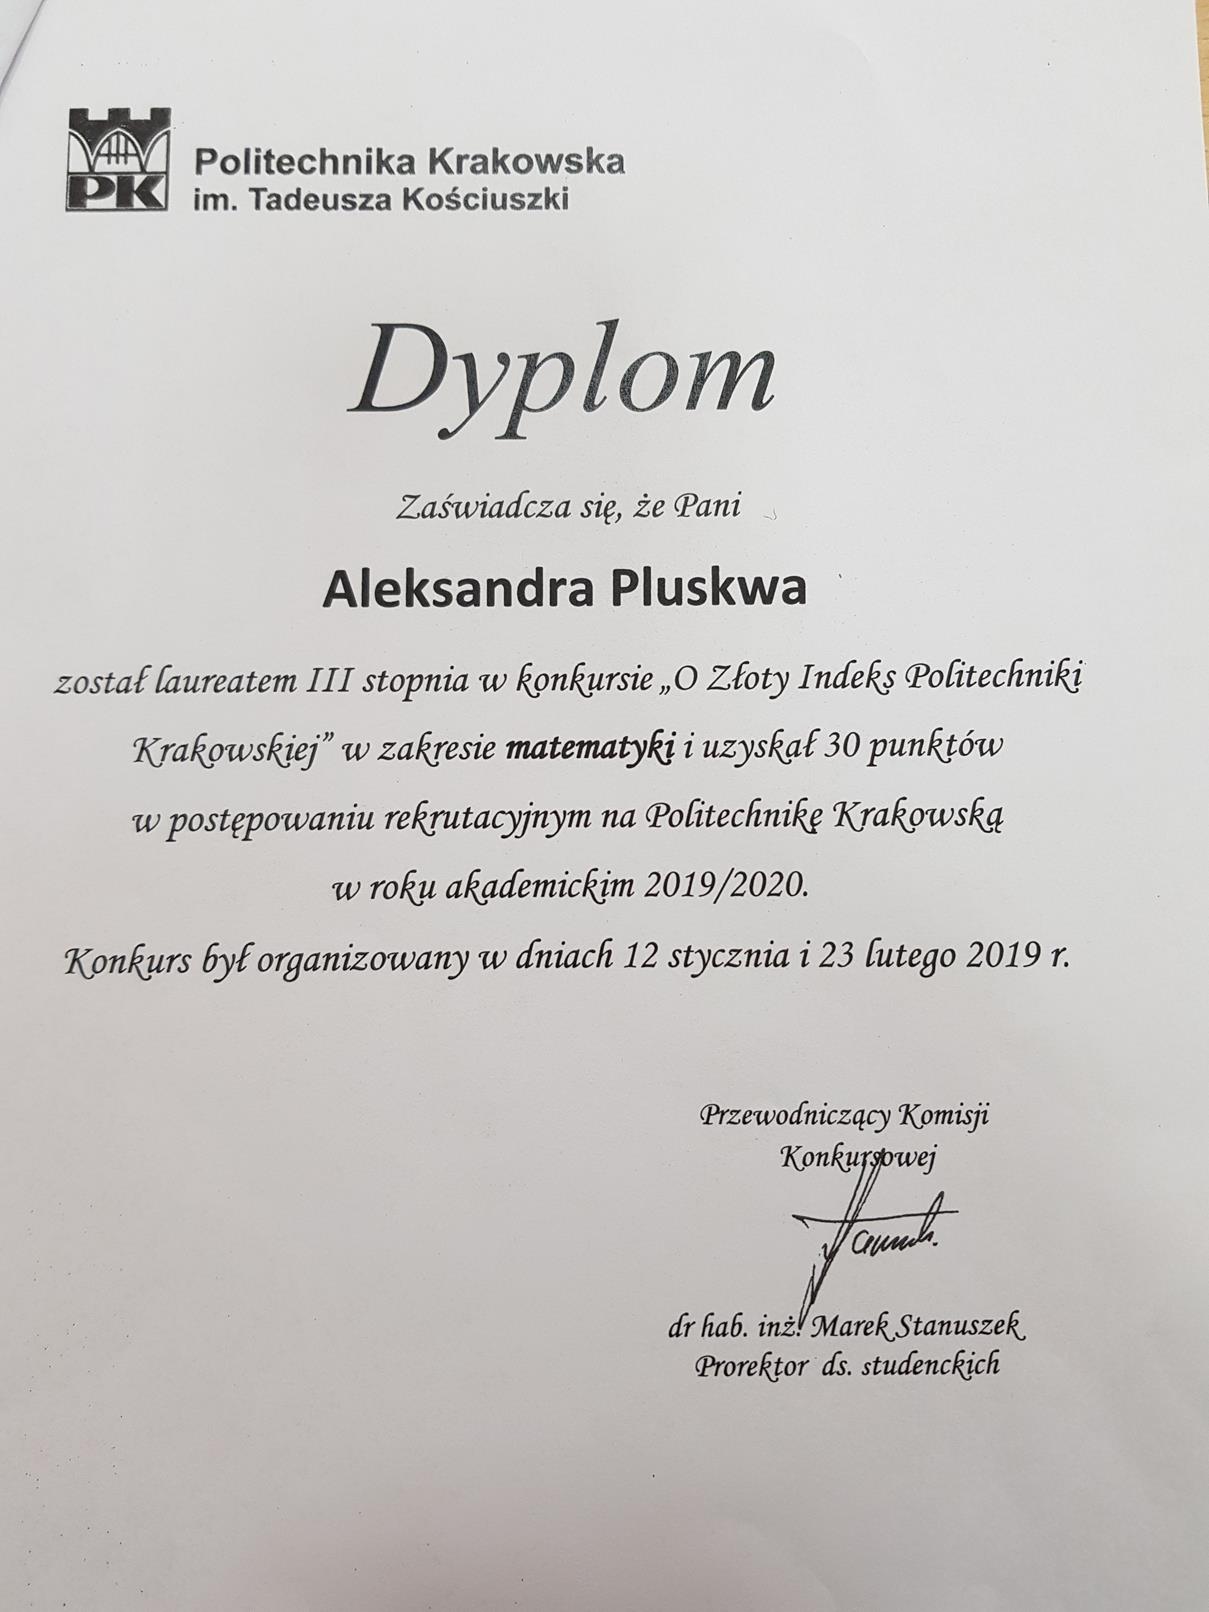 PK
Politechnika Krakowska
im. Tadeusza Kościuszki
Dyplom
Zaświadcza się, że Pani
Aleksandra Pluskwa
został laureatem III stopnia w konkursie „O Złoty Indeks Politechniki
Krakowskiej” w zakresie matematyki i uzyskał 30 punktów
w postępowaniu rekrutacyjnym na Politechnikę Krakowską
w roku akademickim 2019/2020.
Konkurs był organizowany w dniach 12 stycznia i 23 lutego 2019 r.
Przewodniczący Komisji
Konkursowej
dr hab. inż. Marek Stanuszek
Prorektor ds. studenckich